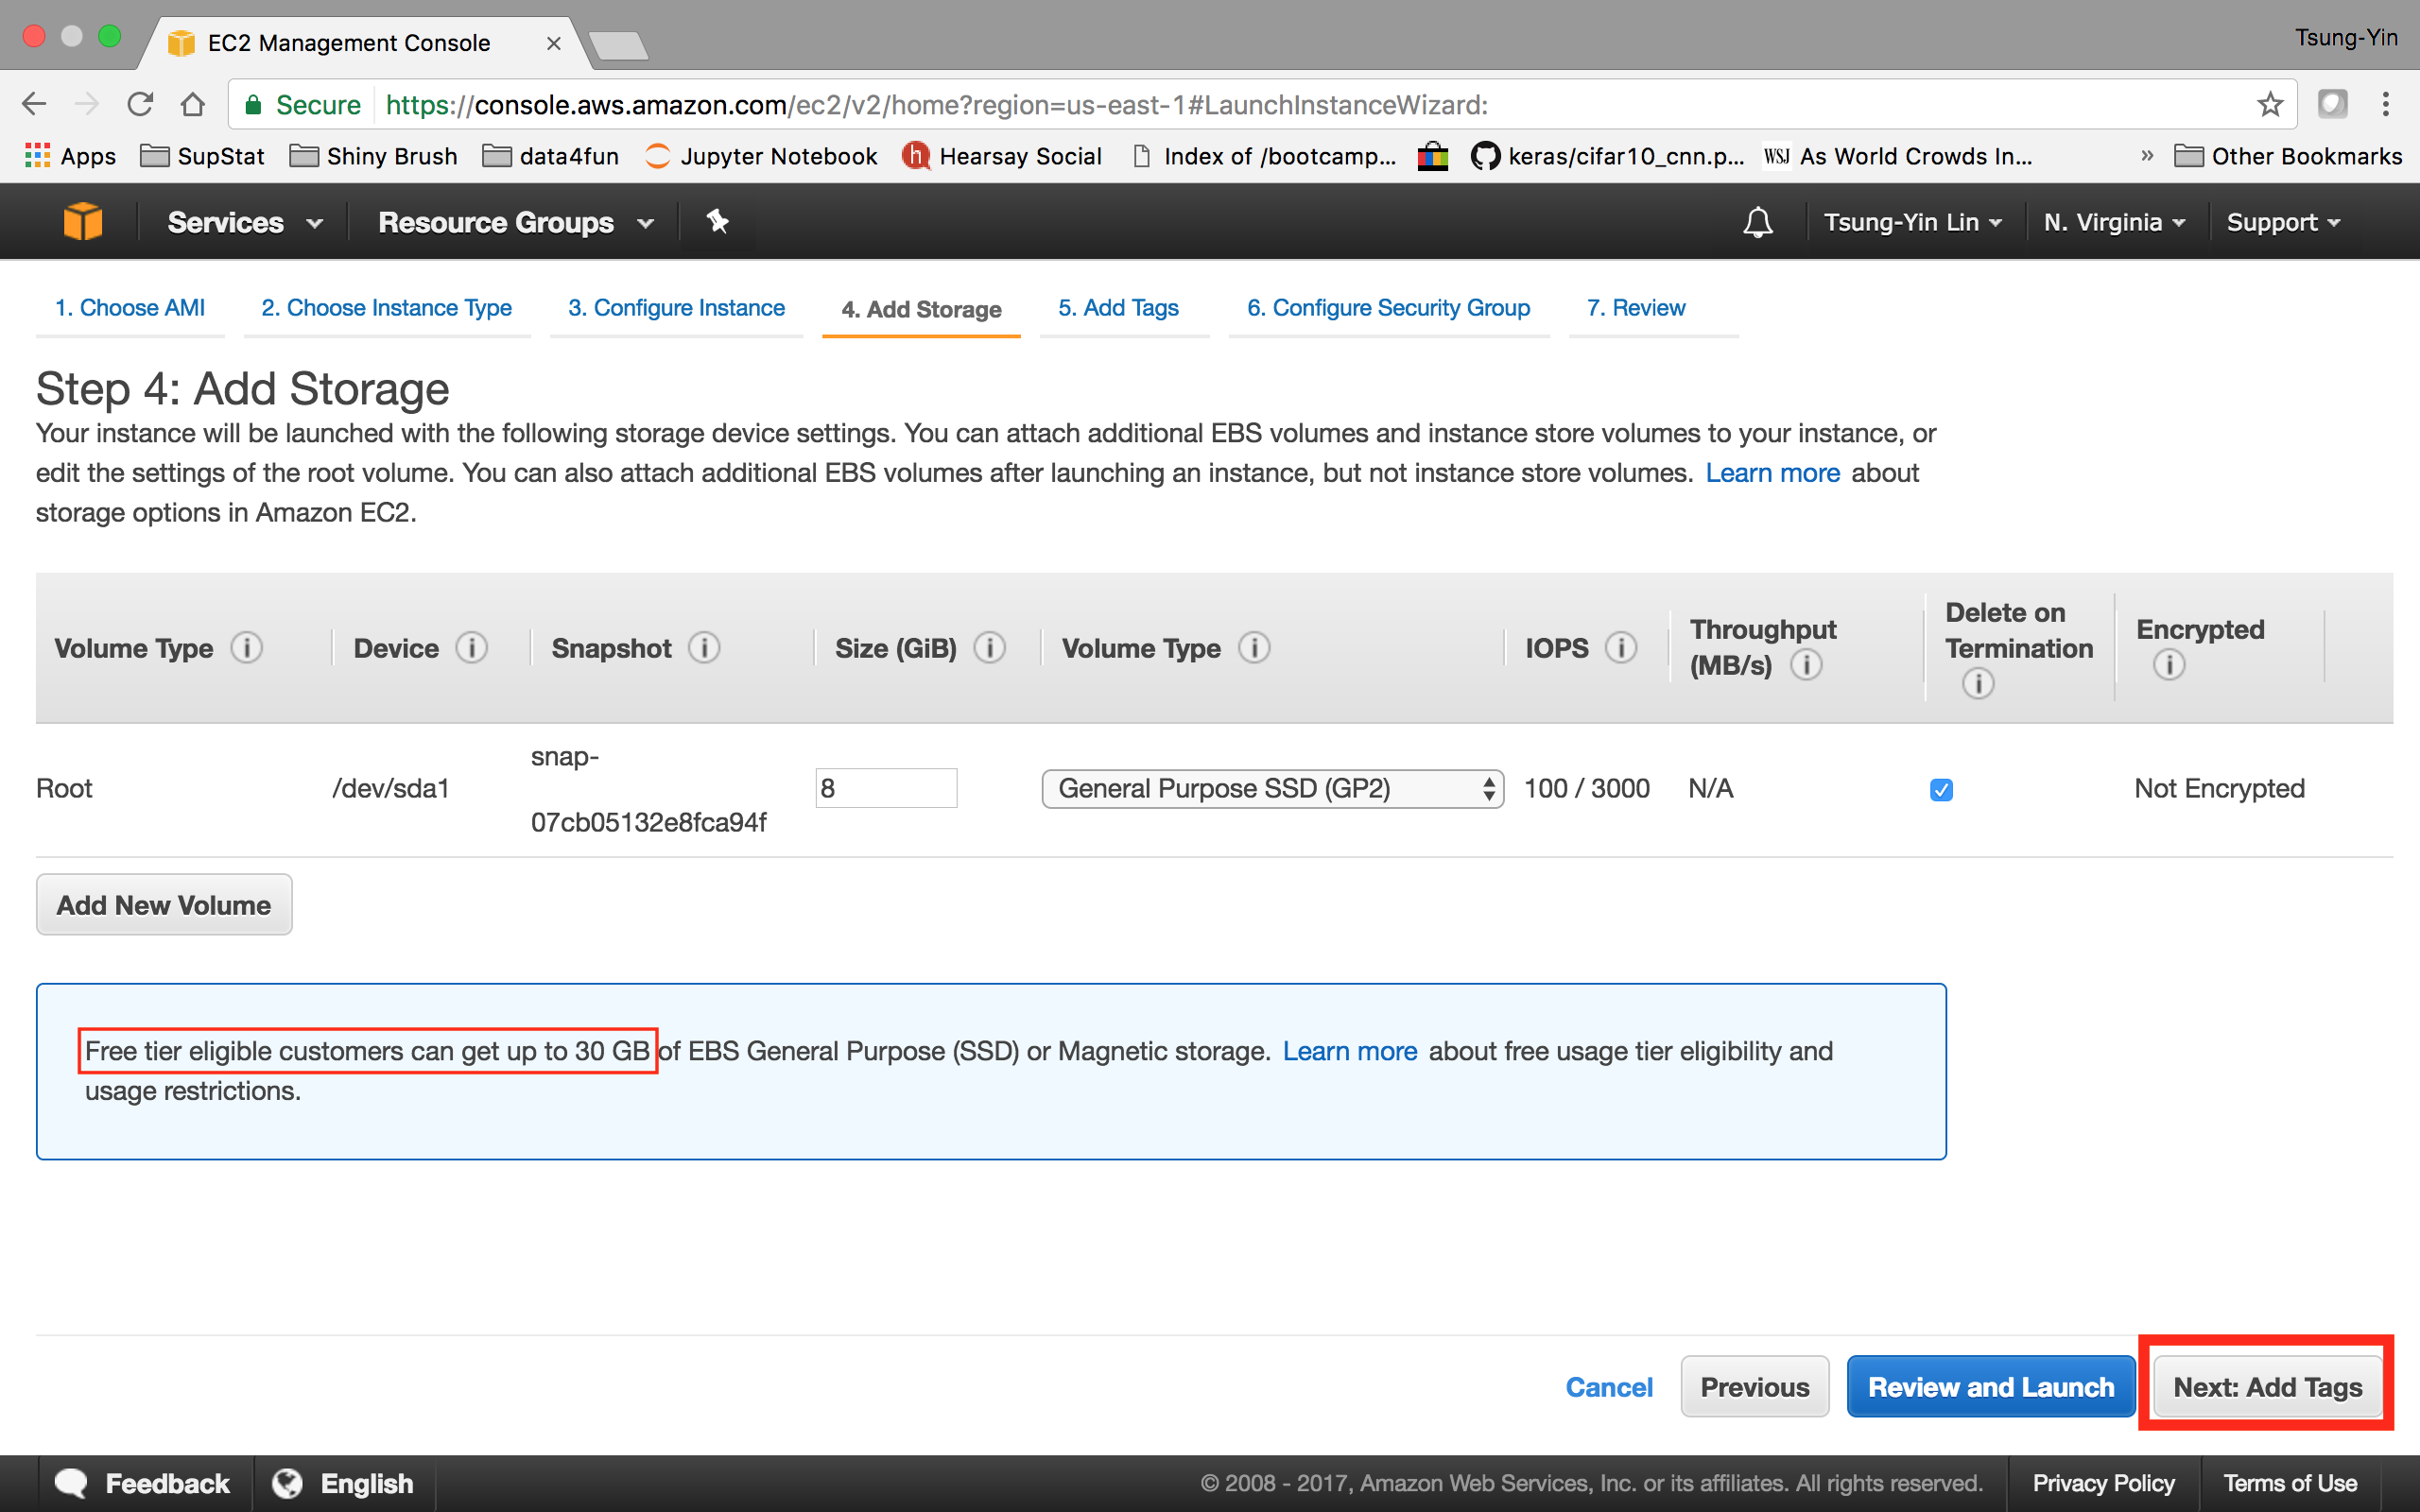 EC2 Management Console
Tsung-Yin
Secure https://console.aws.amazon.com/ec2/v2/home?region=us-east-1#LaunchInstanceWizard:
Apps SupStat Shiny Brush data4fun Jupyter Notebook h Hearsay Social Index of /bootcamp... keras/cifar10_cnn.p... WSJ As World Crowds In... » Other Bookmarks
Services Resource Groups Tsung-Yin Lin N. Virginia Support
1. Choose AMI 2. Choose Instance Type 3. Configure Instance 4. Add Storage 5. Add Tags 6. Configure Security Group 7. Review
Step 4: Add Storage
Your instance will be launched with the following storage device settings. You can attach additional EBS volumes and instance store volumes to your instance, or
edit the settings of the root volume. You can also attach additional EBS volumes after launching an instance, but not instance store volumes. Learn more about
storage options in Amazon EC2.
Volume Type i Device i Snapshot i Size (GiB) i Volume Type i IOPS i Throughput (MB/s) i Delete on Termination i Encrypted i
Root /dev/sda1 snap-07cb05132e8fca94f 8 General Purpose SSD (GP2) 100 / 3000 N/A Not Encrypted
Add New Volume
Free tier eligible customers can get up to 30 GB of EBS General Purpose (SSD) or Magnetic storage. Learn more about free usage tier eligibility and
usage restrictions.
Cancel Previous Review and Launch Next: Add Tags
Feedback English © 2008 - 2017, Amazon Web Services, Inc. or its affiliates. All rights reserved. Privacy Policy Terms of Use